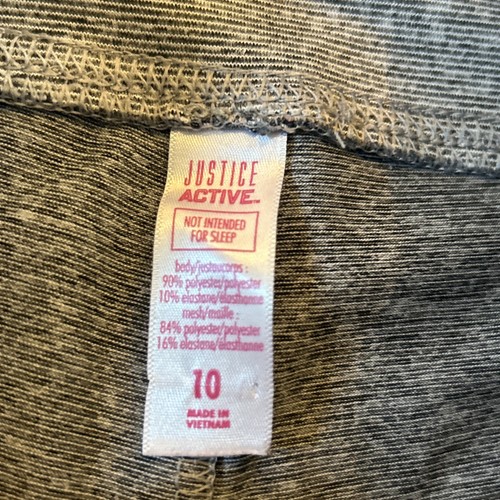 JUSTICE
ACTIVE™
NOT INTENDED
FOR SLEEP
body/justaucorps :
90% polyester/polyester
10% elastane/élasthanne
mesh/maille :
84% polyester/polyester
16% elastane/élasthanne
10
MADE IN
VIETNAM